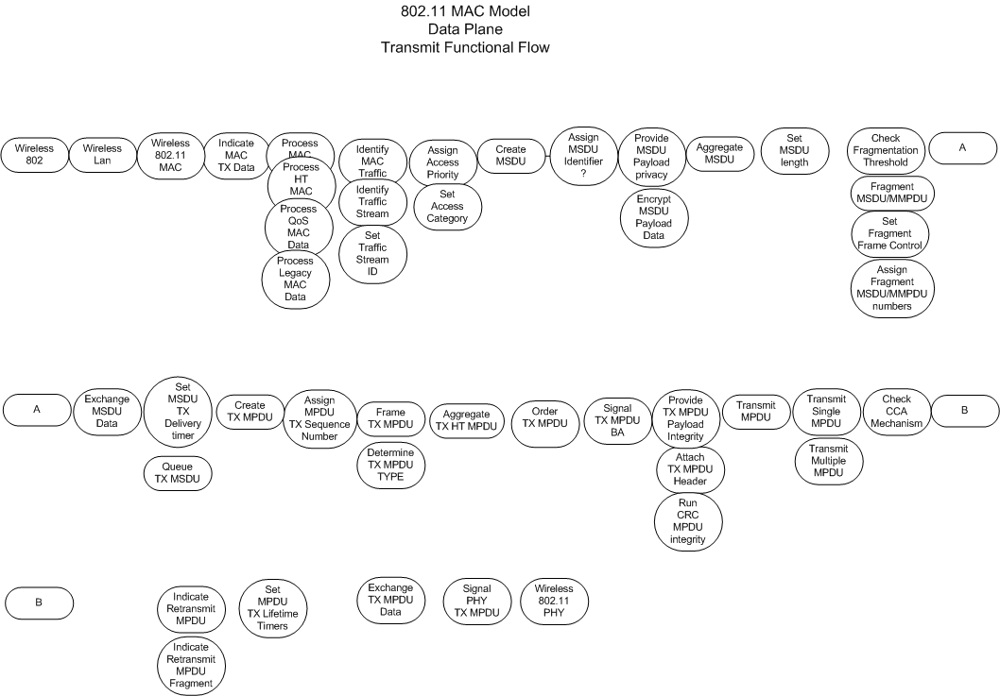 802.11 MAC Model
Data Plane
Transmit Functional Flow
Wireless
802
Wireless
Lan
Wireless
802.11
MAC
Indicate
MAC
TX Data
Process
MAC
Process
HT
MAC
Process
QoS
MAC
Data
Process
Legacy
MAC
Data
Identify
MAC
Traffic
Identify
Traffic
Stream
Set
Traffic
Stream
ID
Assign
Access
Priority
Set
Access
Category
Create
MSDU
Assign
MSDU
Identifier
?
Provide
MSDU
Payload
privacy
Encrypt
MSDU
Payload
Data
Aggregate
MSDU
Set
MSDU
length
Check
Fragmentation
Threshold
Fragment
MSDU/MMPDU
Set
Fragment
Frame Control
Assign
Fragment
MSDU/MMPDU
numbers
A
A
Exchange
MSDU
Data
Set
MSDU
TX
Delivery
timer
Queue
TX MSDU
Create
TX MPDU
Assign
MPDU
TX Sequence
Number
Frame
TX MPDU
Determine
TX MPDU
TYPE
Aggregate
TX HT MPDU
Order
TX MPDU
Signal
TX MPDU
BA
Provide
TX MPDU
Payload
Integrity
Attach
TX MPDU
Header
Run
CRC
MPDU
integrity
Transmit
MPDU
Transmit
Single
MPDU
Transmit
Multiple
MPDU
Check
CCA
Mechanism
B
B
Indicate
Retransmit
MPDU
Indicate
Retransmit
MPDU
Fragment
Set
MPDU
TX Lifetime
Timers
Exchange
TX MPDU
Data
Signal
PHY
TX MPDU
Wireless
802.11
PHY